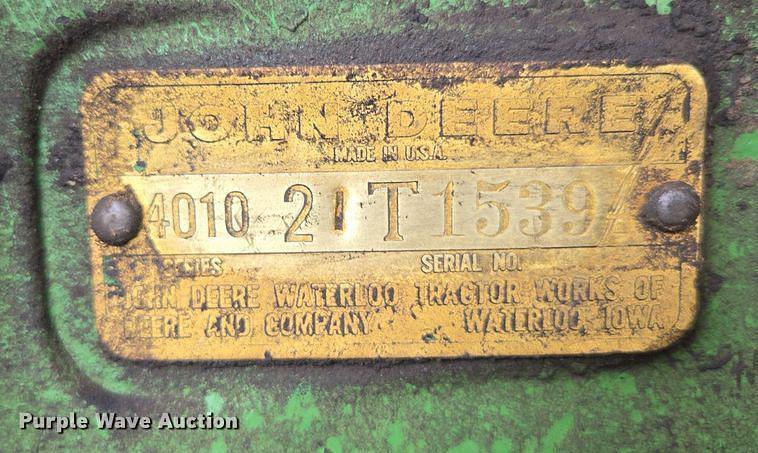 JOHN DEERE
MADE IN U.S.A.
4010 21T 1539
SERIES SERIAL NO.
JOHN DEERE WATERLOO TRACTOR WORKS OF
DEERE AND COMPANY WATERLOO, IOWA
Purple Wave Auction